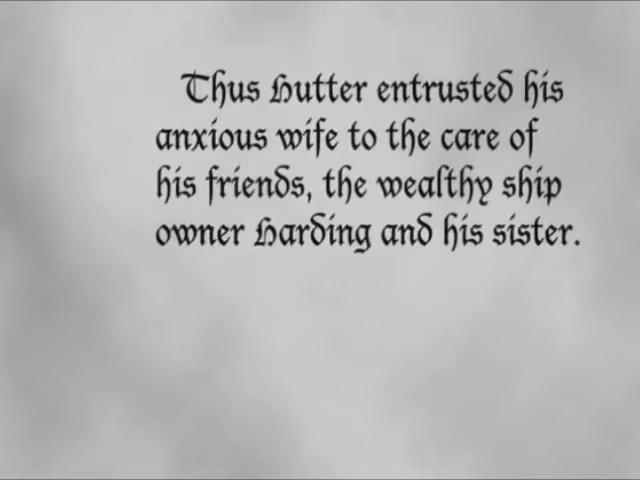 Thus Hutter entrusted his
anxious wife to the care of
his friends, the wealthy ship
owner Harding and his sister.